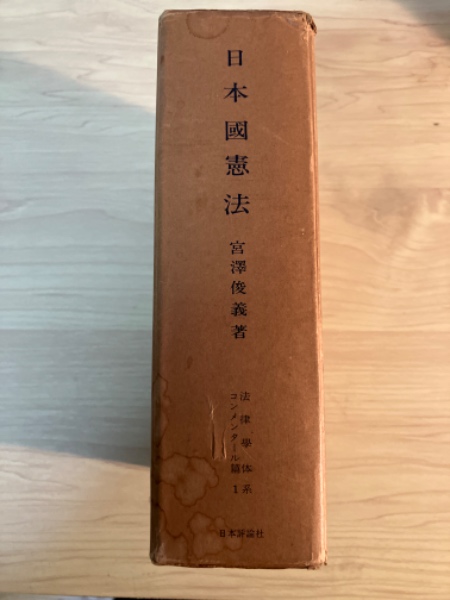 日本國憲法
宮澤俊義著
法律學体系
コンメンタール篇1
日本評論社